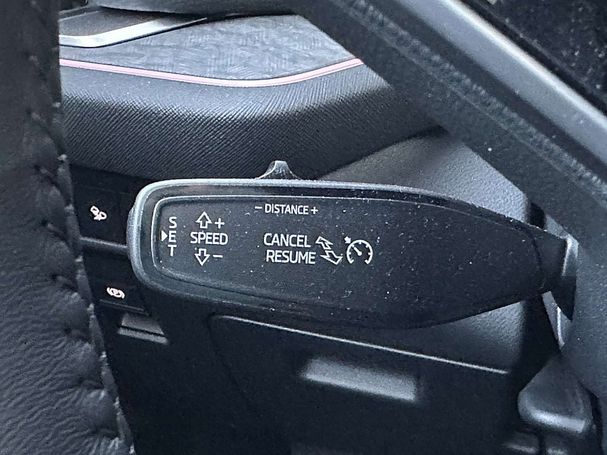 – DISTANCE +
SET
+
SPEED
–
CANCEL
RESUME